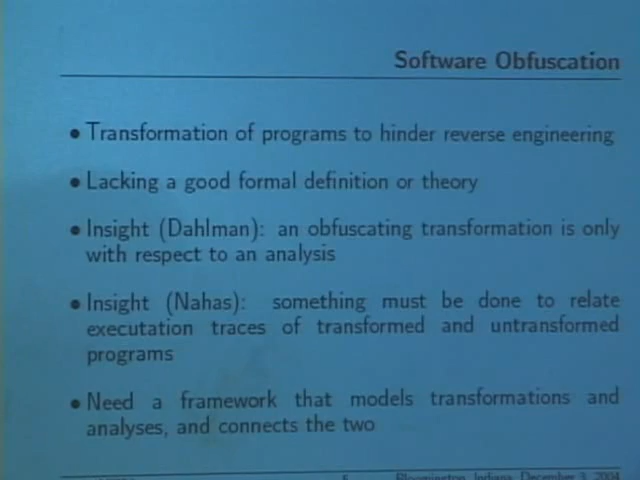 Software Obfuscation
• Transformation of programs to hinder reverse engineering
• Lacking a good formal definition or theory
• Insight (Dahlman): an obfuscating transformation is only
with respect to an analysis
• Insight (Nahas): something must be done to relate
executation traces of transformed and untransformed
programs
• Need a framework that models transformations and
analyses, and connects the two
Bloomington, Indiana, December 3, 2004